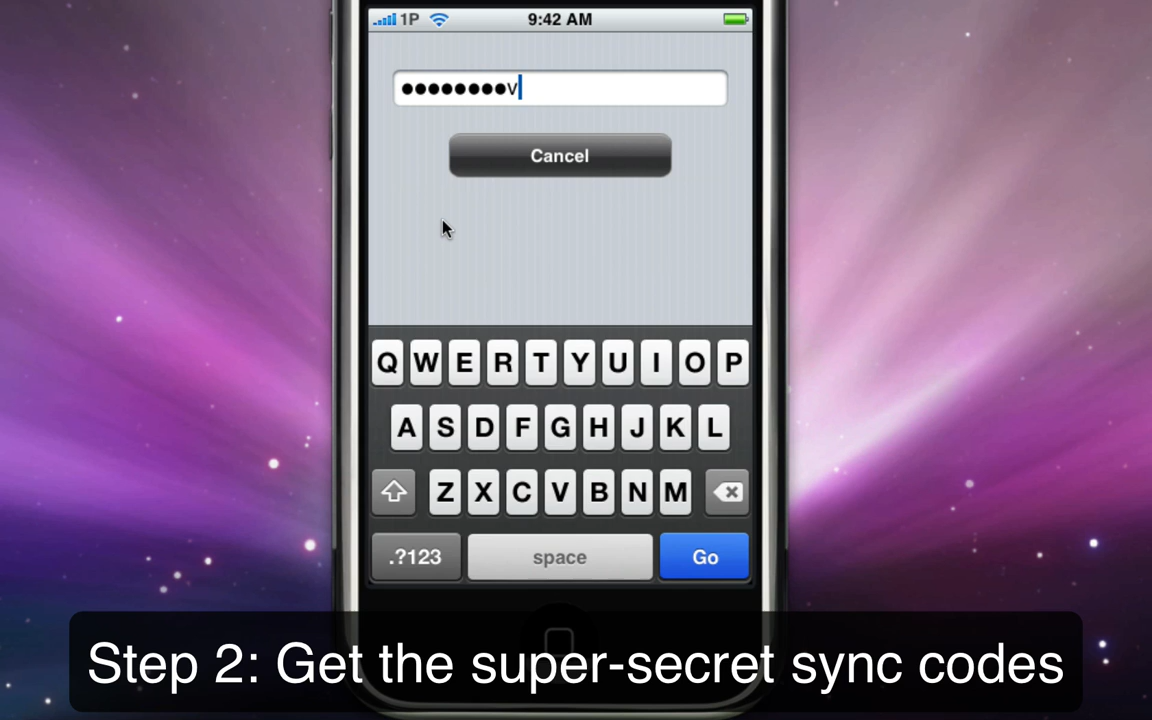 1P 9:42 AM
●●●●●●●●v
Cancel
Q W E R T Y U I O P
A S D F G H J K L
Z X C V B N M
.?123 space Go
Step 2: Get the super-secret sync codes